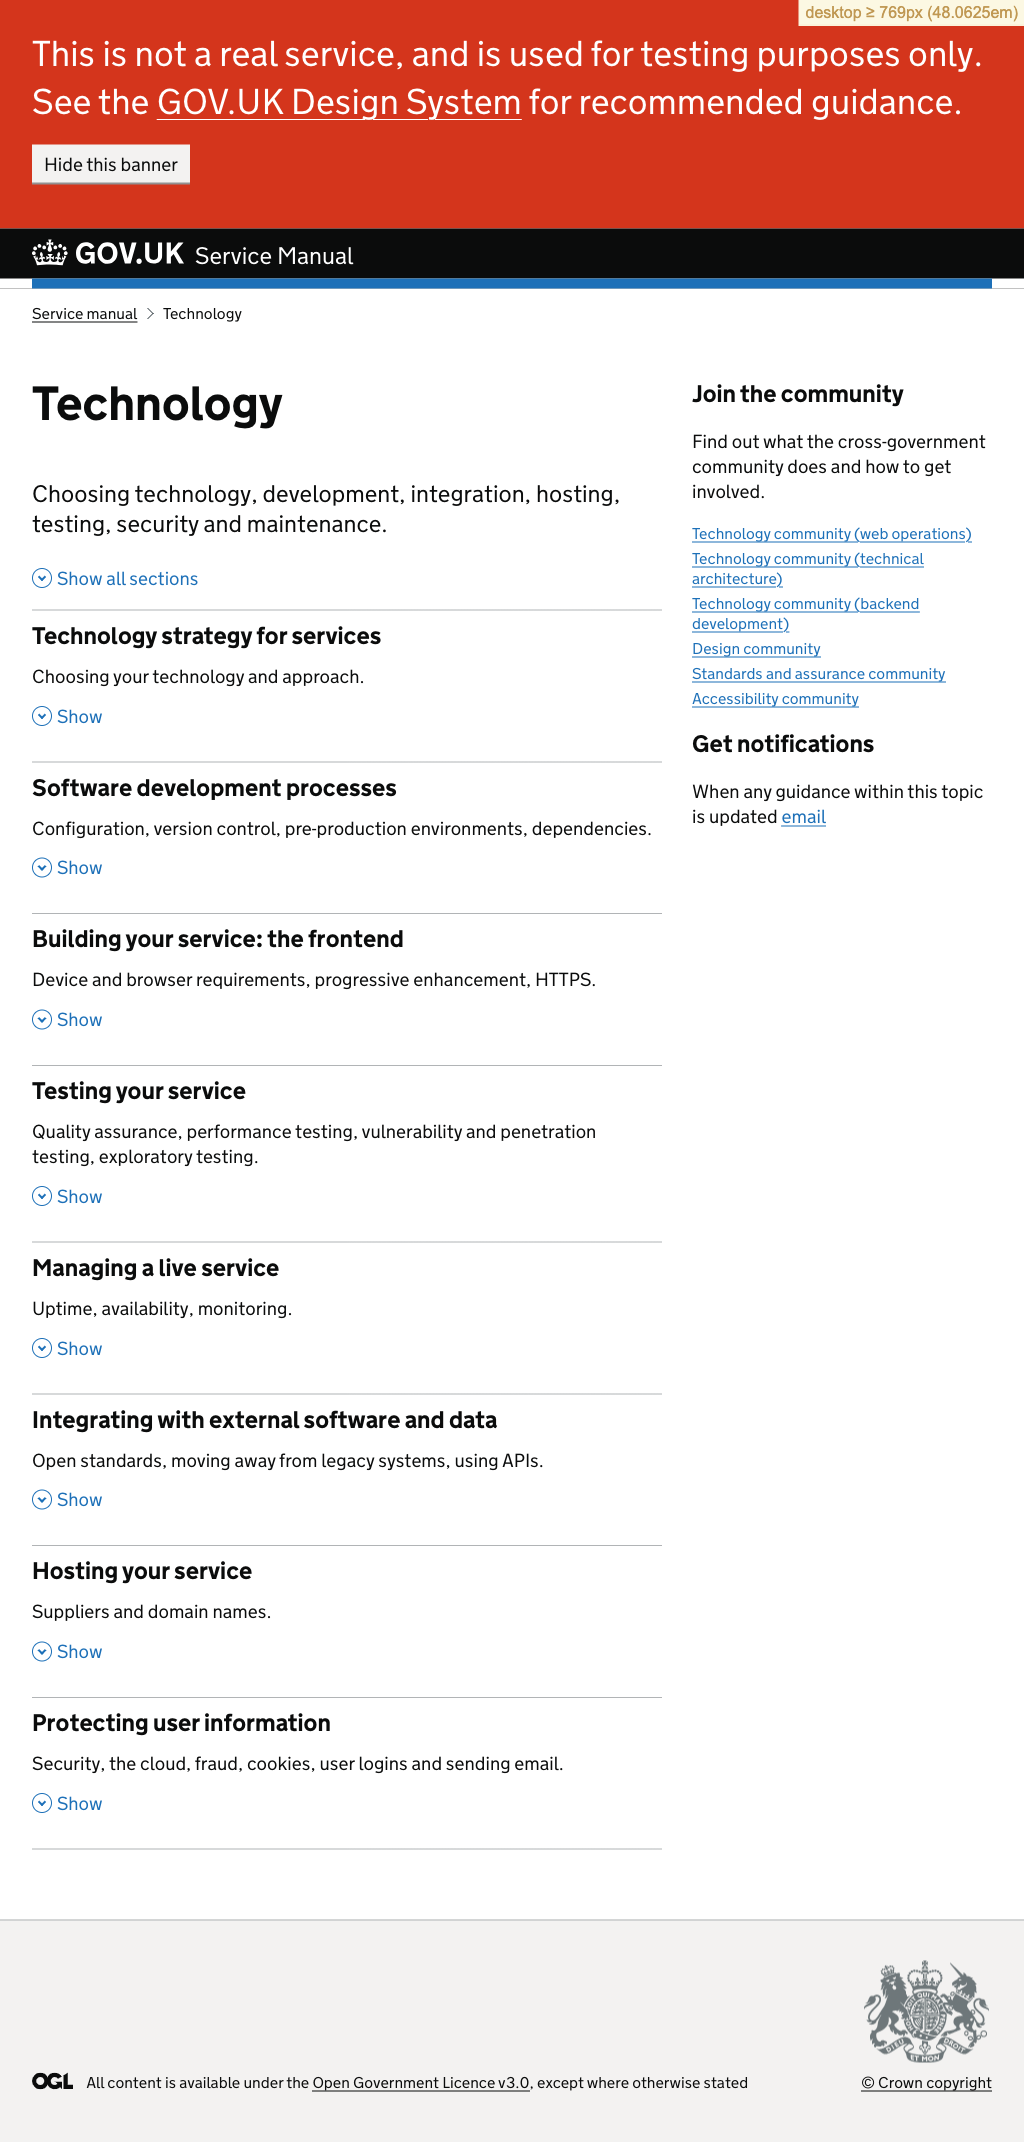 desktop ≥ 769px (48.0625em)
This is not a real service, and is used for testing purposes only.
See the GOV.UK Design System for recommended guidance.
Hide this banner
GOV.UK Service Manual
Service manual
Technology
Technology
Choosing technology, development, integration, hosting,
testing, security and maintenance.
Show all sections
Technology strategy for services
Choosing your technology and approach.
Show
Software development processes
Configuration, version control, pre-production environments, dependencies.
Show
Building your service: the frontend
Device and browser requirements, progressive enhancement, HTTPS.
Show
Testing your service
Quality assurance, performance testing, vulnerability and penetration
testing, exploratory testing.
Show
Managing a live service
Uptime, availability, monitoring.
Show
Integrating with external software and data
Open standards, moving away from legacy systems, using APIs.
Show
Hosting your service
Suppliers and domain names.
Show
Protecting user information
Security, the cloud, fraud, cookies, user logins and sending email.
Show
Join the community
Find out what the cross-government
community does and how to get
involved.
Technology community (web operations)
Technology community (technical
architecture)
Technology community (backend
development)
Design community
Standards and assurance community
Accessibility community
Get notifications
When any guidance within this topic
is updated email
DIEU ET MON DROIT
OGL All content is available under the Open Government Licence v3.0, except where otherwise stated
© Crown copyright